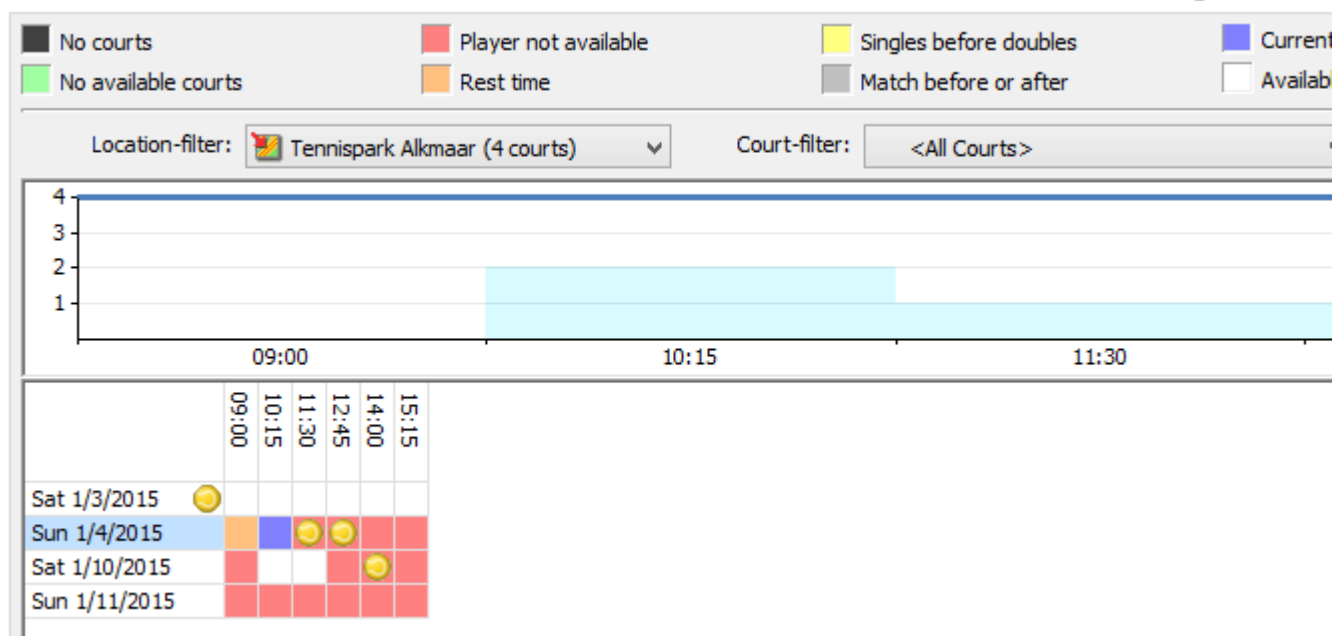 No courts Player not available Singles before doubles Current
No available courts Rest time Match before or after Availab
Location-filter: Tennispark Alkmaar (4 courts) Court-filter: <All Courts>
4
3
2
1
09:00 10:15 11:30
09:00 10:15 11:30 12:45 14:00 15:15
Sat 1/3/2015
Sun 1/4/2015
Sat 1/10/2015
Sun 1/11/2015